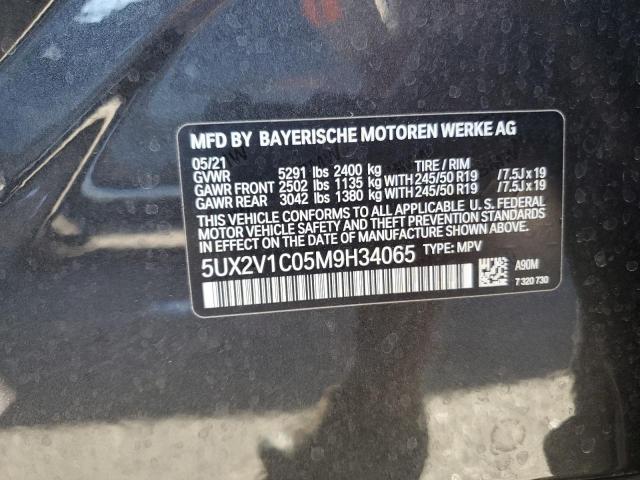 MFD BY BAYERISCHE MOTOREN WERKE AG
05/21
GVWR 5291 lbs 2400 kg TIRE / RIM
GAWR FRONT 2502 lbs 1135 kg WITH 245/50 R19 /7.5J x 19
GAWR REAR 3042 lbs 1380 kg WITH 245/50 R19 /7.5J x 19
THIS VEHICLE CONFORMS TO ALL APPLICABLE U. S. FEDERAL
MOTOR VEHICLE SAFETY AND THEFT PREVENTION STANDARDS
IN EFFECT ON THE DATE OF MANUFACTURE SHOWN ABOVE.
5UX2V1C05M9H34065 TYPE: MPV
A90M
7 320 730